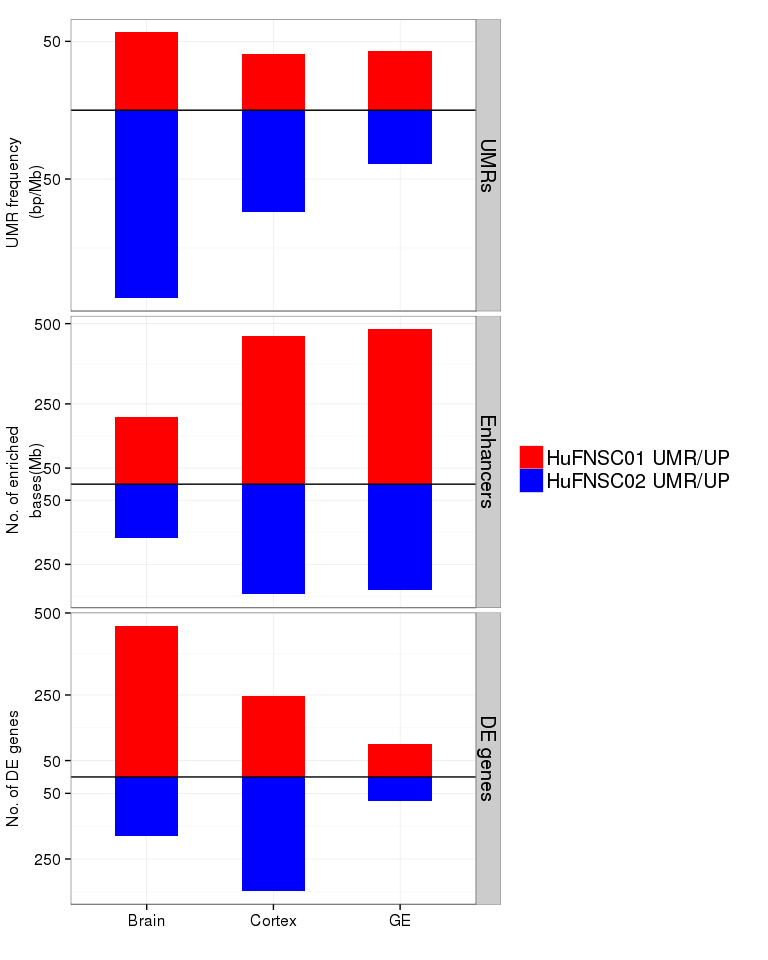 50
50
UMR frequency
(bp/Mb)
UMRs
500
250
50
50
250
No. of enriched
bases(Mb)
Enhancers
HuFNSC01 UMR/UP
HuFNSC02 UMR/UP
500
250
50
50
250
No. of DE genes
DE genes
Brain Cortex GE